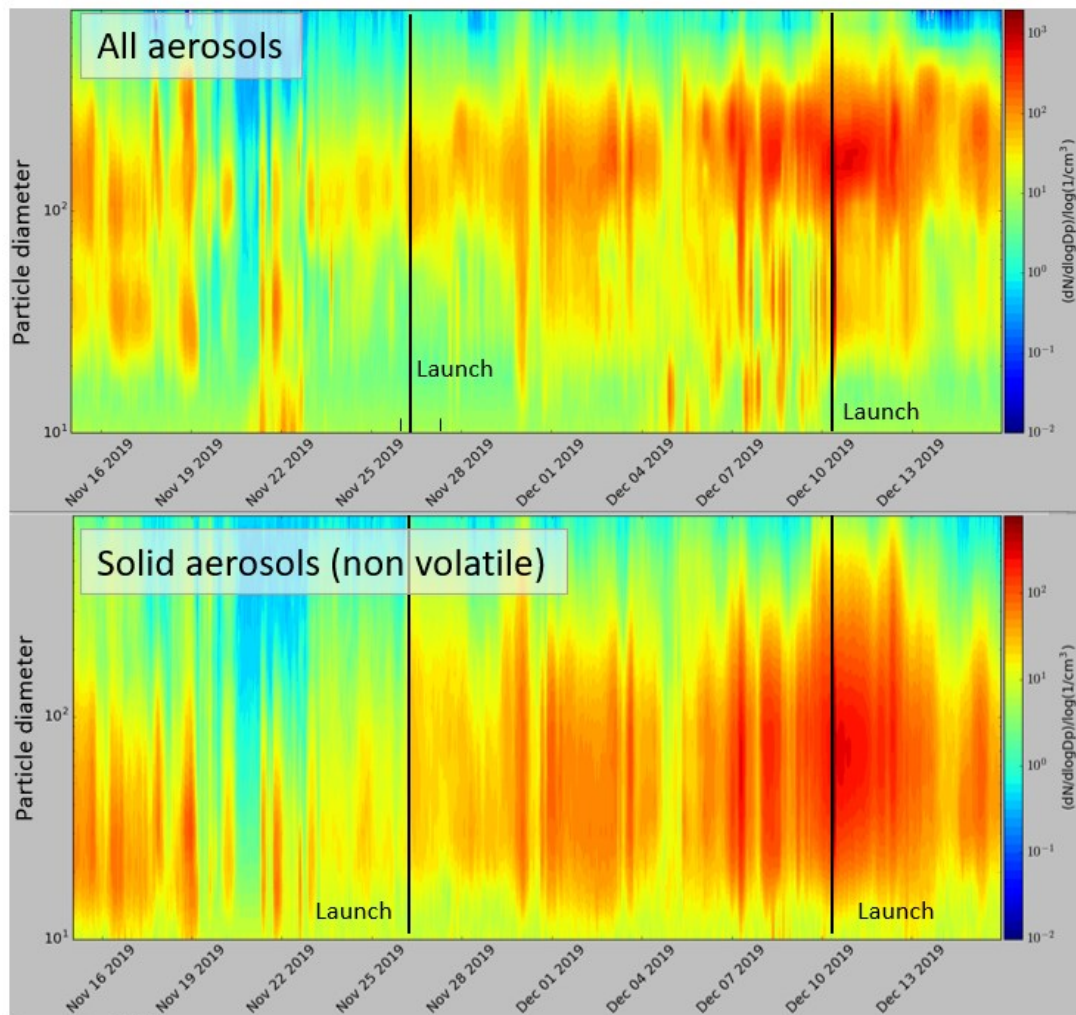 All aerosols
Particle diameter
10²
10¹
Launch
Launch
Nov 16 2019
Nov 19 2019
Nov 22 2019
Nov 25 2019
Nov 28 2019
Dec 01 2019
Dec 04 2019
Dec 07 2019
Dec 10 2019
Dec 13 2019
10³
10²
10¹
10⁰
10⁻¹
10⁻²
(dN/dlogDp)/log(1/cm³)
Solid aerosols (non volatile)
Particle diameter
10²
10¹
Launch
Launch
Nov 16 2019
Nov 19 2019
Nov 22 2019
Nov 25 2019
Nov 28 2019
Dec 01 2019
Dec 04 2019
Dec 07 2019
Dec 10 2019
Dec 13 2019
10²
10¹
10⁰
10⁻¹
10⁻²
(dN/dlogDp)/log(1/cm³)